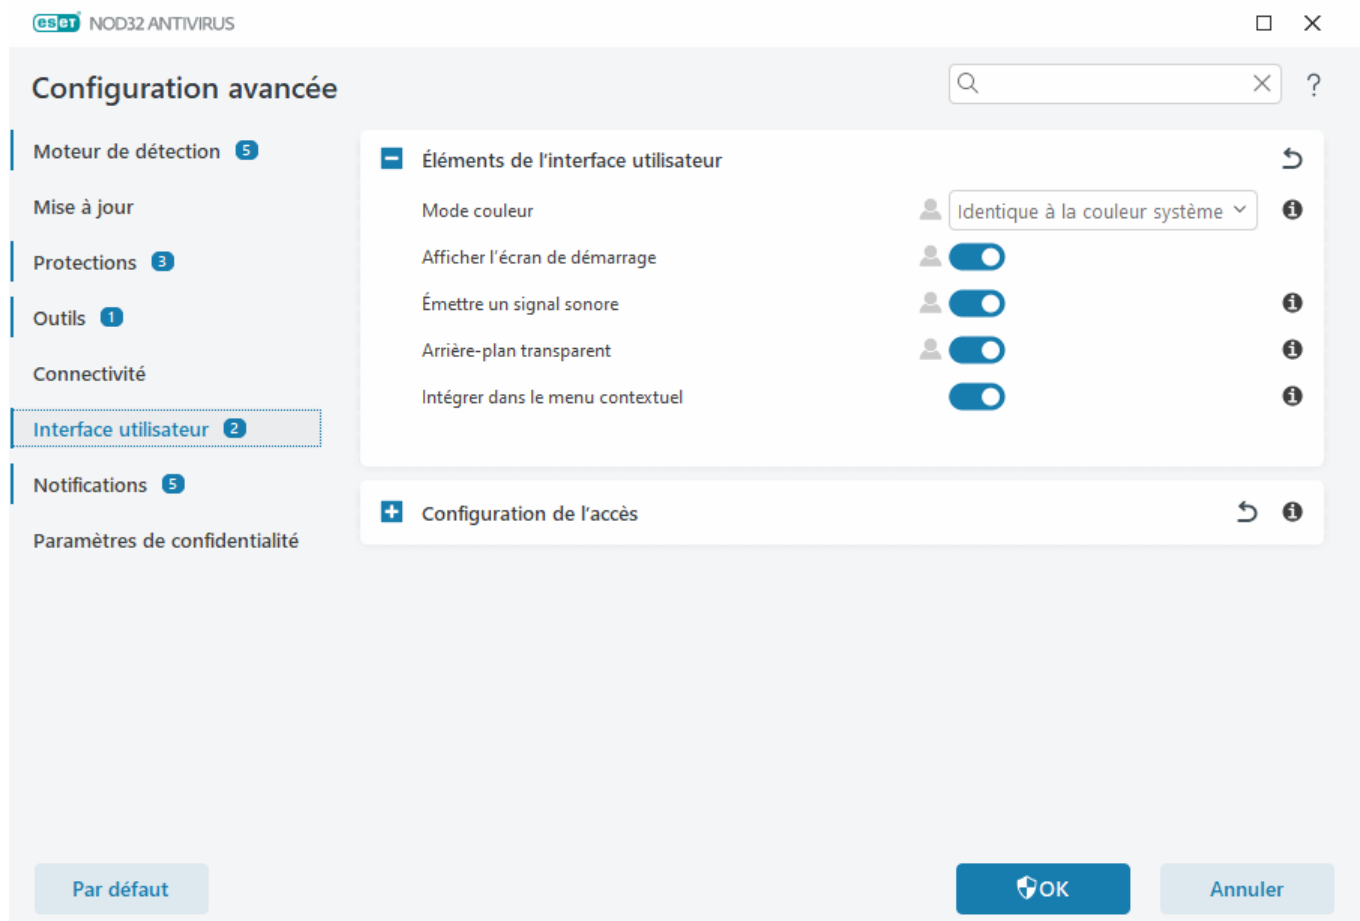 eset NOD32 ANTIVIRUS
Configuration avancée
?
Moteur de détection 5
Mise à jour
Protections 3
Outils 1
Connectivité
Interface utilisateur 2
Notifications 5
Paramètres de confidentialité
Éléments de l'interface utilisateur
Mode couleur Identique à la couleur système
Afficher l'écran de démarrage
Émettre un signal sonore
Arrière-plan transparent
Intégrer dans le menu contextuel
Configuration de l'accès
Par défaut
OK
Annuler